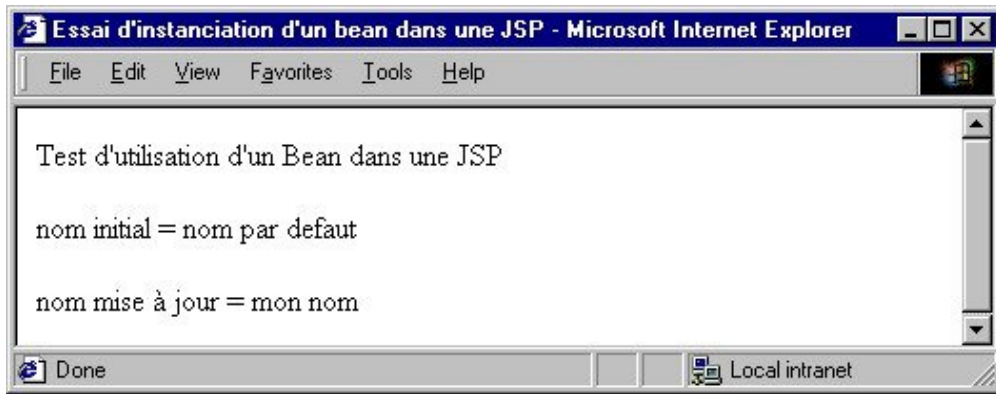 Essai d'instanciation d'un bean dans une JSP - Microsoft Internet Explorer
File Edit View Favorites Tools Help
Test d'utilisation d'un Bean dans une JSP
nom initial = nom par defaut
nom mise à jour = mon nom
Done Local intranet